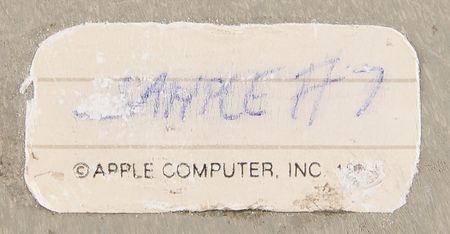 SAMPLE #7
© APPLE COMPUTER, INC.